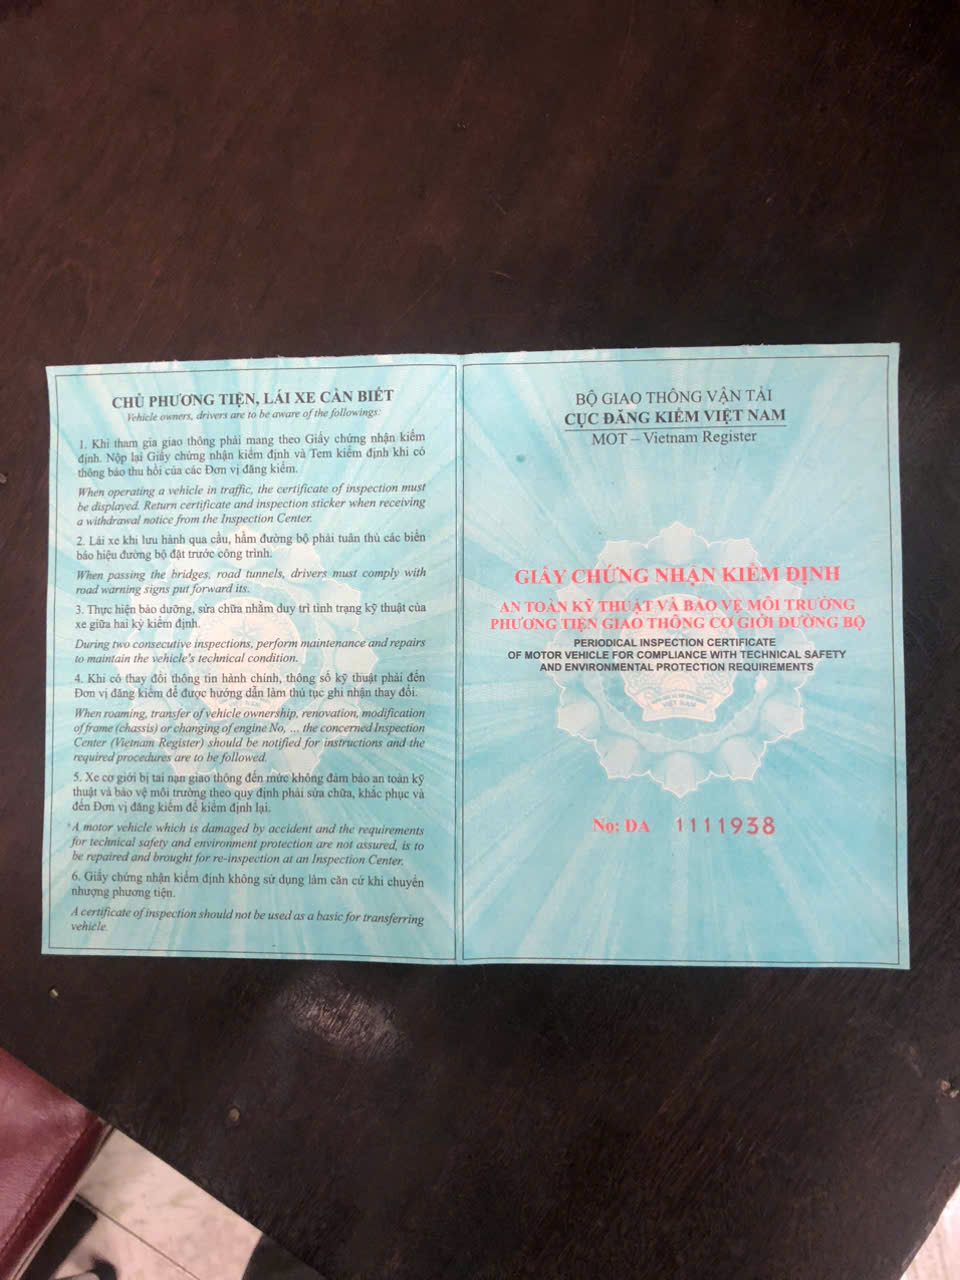 CHỦ PHƯƠNG TIỆN, LÁI XE CẦN BIẾT
Vehicle owners, drivers are to be aware of the followings:
1. Khi tham gia giao thông phải mang theo Giấy chứng nhận kiểm
định. Nộp lại Giấy chứng nhận kiểm định và Tem kiểm định khi có
thông báo thu hồi của các Đơn vị đăng kiểm.
When operating a vehicle in traffic, the certificate of inspection must
be displayed. Return certificate and inspection sticker when receiving
a withdrawal notice from the Inspection Center.
2. Lái xe khi lưu hành qua cầu, hầm đường bộ phải tuân thủ các biển
báo hiệu đường bộ đặt trước công trình.
When passing the bridges, road tunnels, drivers must comply with
road warning signs put forward its.
3. Thực hiện bảo dưỡng, sửa chữa nhằm duy trì tình trạng kỹ thuật của
xe giữa hai kỳ kiểm định.
During two consecutive inspections, perform maintenance and repairs
to maintain the vehicle's technical condition.
4. Khi có thay đổi thông tin hành chính, thông số kỹ thuật phải đến
Đơn vị đăng kiểm để được hướng dẫn làm thủ tục ghi nhận thay đổi.
When roaming, transfer of vehicle ownership, renovation, modification
of frame (chassis) or changing of engine No, ... the concerned Inspection
Center (Vietnam Register) should be notified for instructions and the
required procedures are to be followed.
5. Xe cơ giới bị tai nạn giao thông đến mức không đảm bảo an toàn kỹ
thuật và bảo vệ môi trường theo quy định phải sửa chữa, khắc phục và
đến Đơn vị đăng kiểm để kiểm định lại.
A motor vehicle which is damaged by accident and the requirements
for technical safety and environment protection are not assured, is to
be repaired and brought for re-inspection at an Inspection Center.
6. Giấy chứng nhận kiểm định không sử dụng làm căn cứ khi chuyển
nhượng phương tiện.
A certificate of inspection should not be used as a basic for transferring
vehicle.
BỘ GIAO THÔNG VẬN TẢI
CỤC ĐĂNG KIỂM VIỆT NAM
MOT – Vietnam Register
GIẤY CHỨNG NHẬN KIỂM ĐỊNH
AN TOÀN KỸ THUẬT VÀ BẢO VỆ MÔI TRƯỜNG
PHƯƠNG TIỆN GIAO THÔNG CƠ GIỚI ĐƯỜNG BỘ
PERIODICAL INSPECTION CERTIFICATE
OF MOTOR VEHICLE FOR COMPLIANCE WITH TECHNICAL SAFETY
AND ENVIRONMENTAL PROTECTION REQUIREMENTS
VIỆT NAM
No: DA 1111938